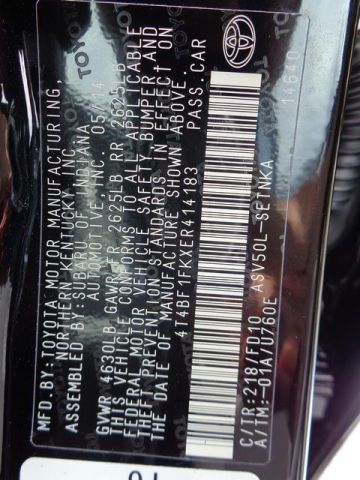 MFD.BY:TOYOTA MOTOR MANUFACTURING,
NORTHERN KENTUCKY INC.
ASSEMBLED BY:SUBARU OF INDIANA
AUTOMOTIVE,INC. 05/14
GVWR 4630LB GAWR FR 2625LB RR 2625LB
THIS VEHICLE CONFORMS TO ALL APPLICABLE
FEDERAL MOTOR VEHICLE SAFETY, BUMPER, AND
THEFT PREVENTION STANDARDS IN EFFECT ON
THE DATE OF MANUFACTURE SHOWN ABOVE.
4T4BF1FKXER414183 PASS.CAR
C/TR:218/FD10 ASV50L-SETNKA
A/TM:-01A/U760E 14610
TOYOTA